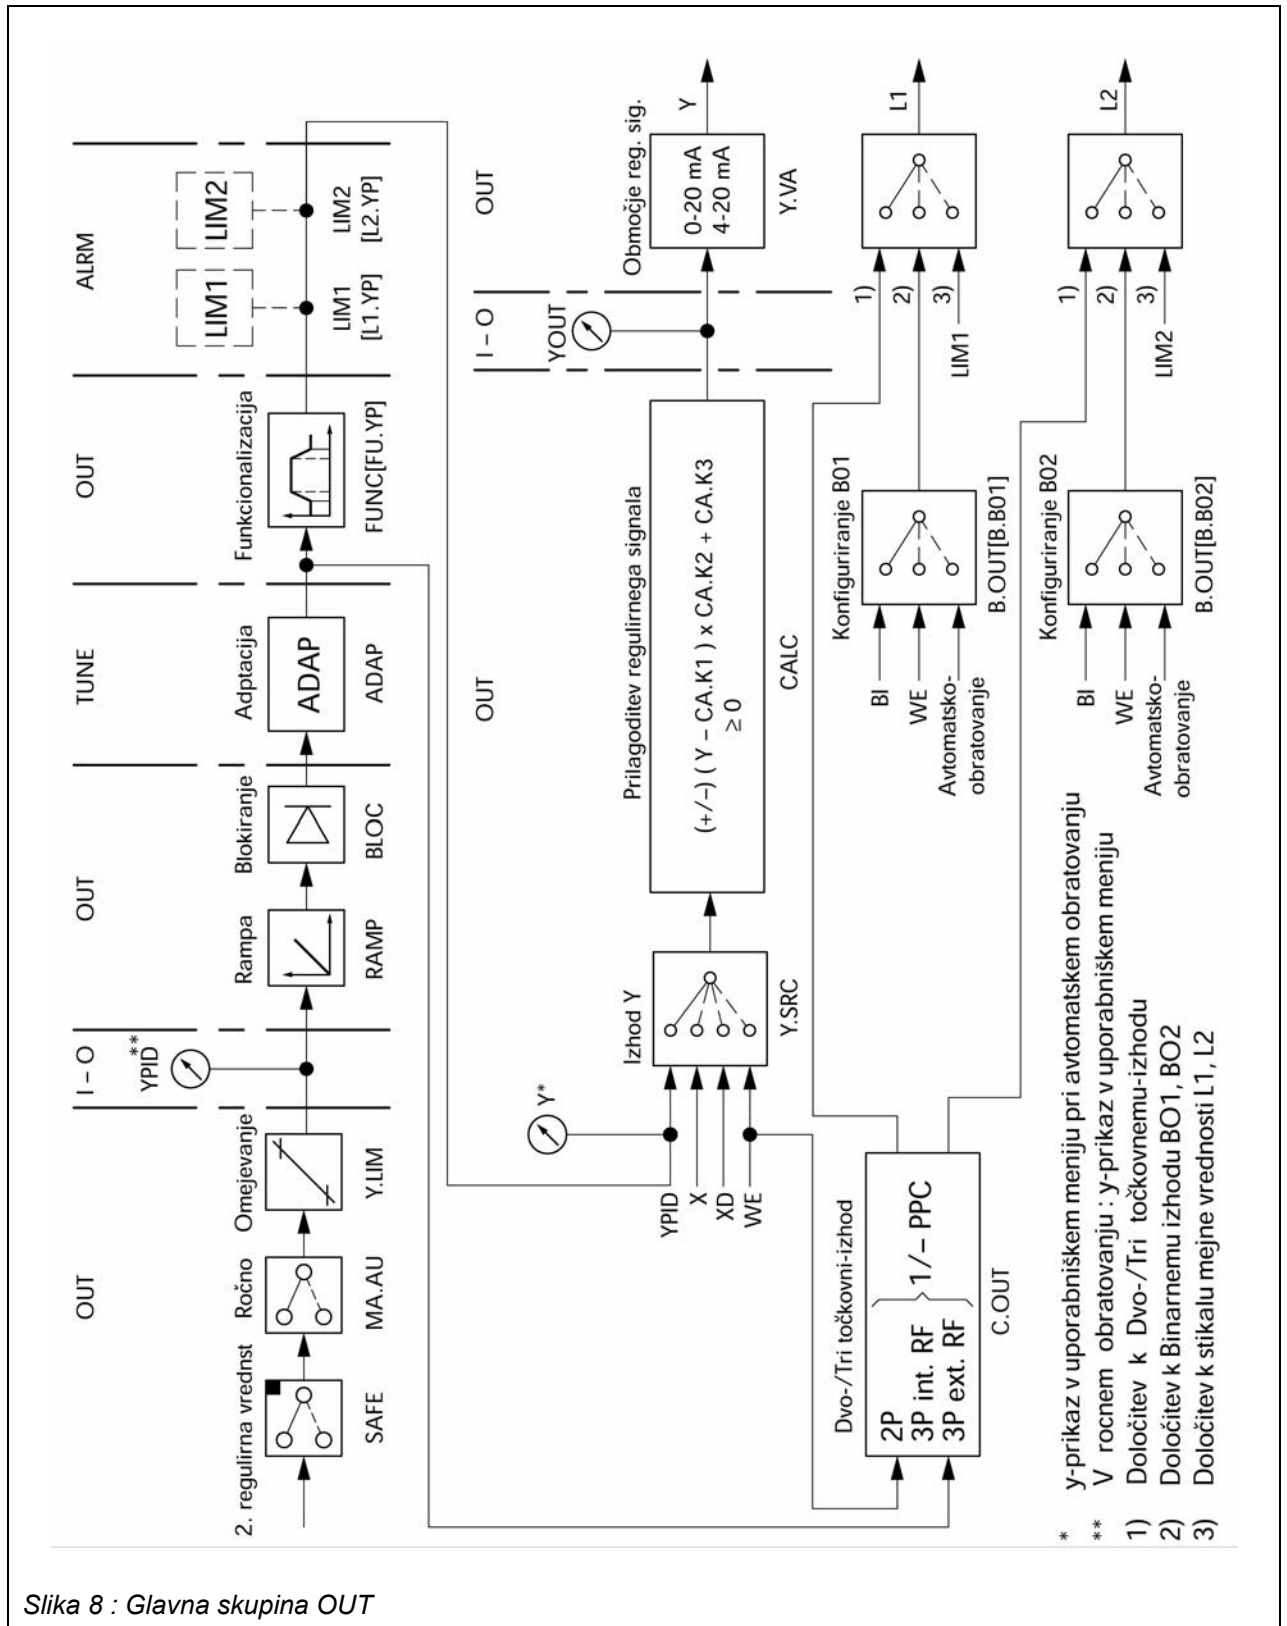 OUT
I – O
OUT
TUNE
OUT
ALRM
2. regulirna vrednst
Ročno
Omejevanje
YPID
**
Rampa
Blokiranje
Adptacija
ADAP
Funkcionalizacija
LIM1
LIM2
SAFE
MA.AU
Y.LIM
RAMP
BLOC
ADAP
FUNC[FU.YP]
LIM1
[L1.YP]
LIM2
[L2.YP]
OUT
I – O
OUT
Y*
YOUT
Izhod Y
Prilagoditev regulirnega signala
Območje reg. sig.
YPID
X
XD
WE
(+/–) ( Y – CA.K1 ) x CA.K2 + CA.K3
≥ 0
0-20 mA
4-20 mA
Y
Y.SRC
CALC
Y.VA
Dvo-/Tri točkovni-izhod
2P
3P int. RF
3P ext. RF
1/– PPC
C.OUT
Konfiguriranje B01
BI
WE
Avtomatsko-
obratovanje
B.OUT[B.B01]
1)
2)
3)
LIM1
L1
Konfiguriranje B02
BI
WE
Avtomatsko-
obratovanje
B.OUT[B.B02]
1)
2)
3)
LIM2
L2
* y-prikaz v uporabniškem meniju pri avtomatskem obratovanju
** V rocnem obratovanju : y-prikaz v uporabniškem meniju
1) Določitev k Dvo-/Tri točkovnemu-izhodu
2) Določitev k Binarnemu izhodu BO1, BO2
3) Določitev k stikalu mejne vrednosti L1, L2
Slika 8 : Glavna skupina OUT